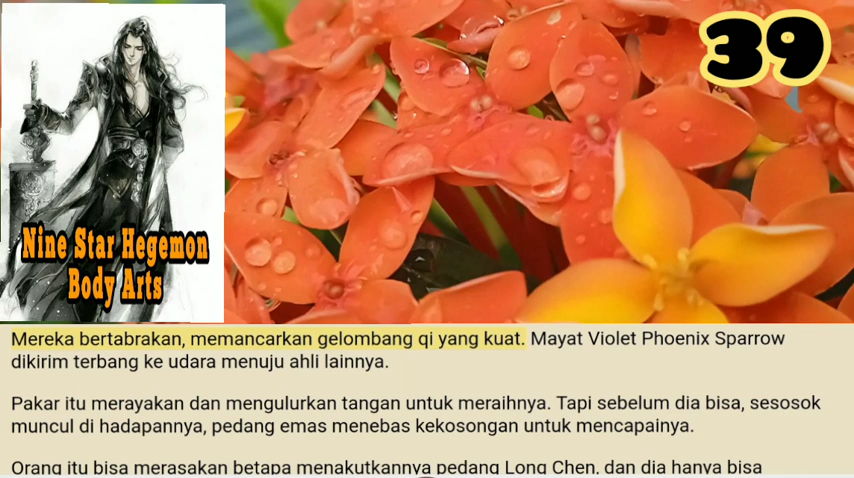 39
Nine Star Hegemon
Body Arts
Mereka bertabrakan, memancarkan gelombang qi yang kuat. Mayat Violet Phoenix Sparrow
dikirim terbang ke udara menuju ahli lainnya.
Pakar itu merayakan dan mengulurkan tangan untuk meraihnya. Tapi sebelum dia bisa, sesosok
muncul di hadapannya, pedang emas menebas kekosongan untuk mencapainya.
Orang itu bisa merasakan betapa menakutkannya pedang Long Chen, dan dia hanya bisa